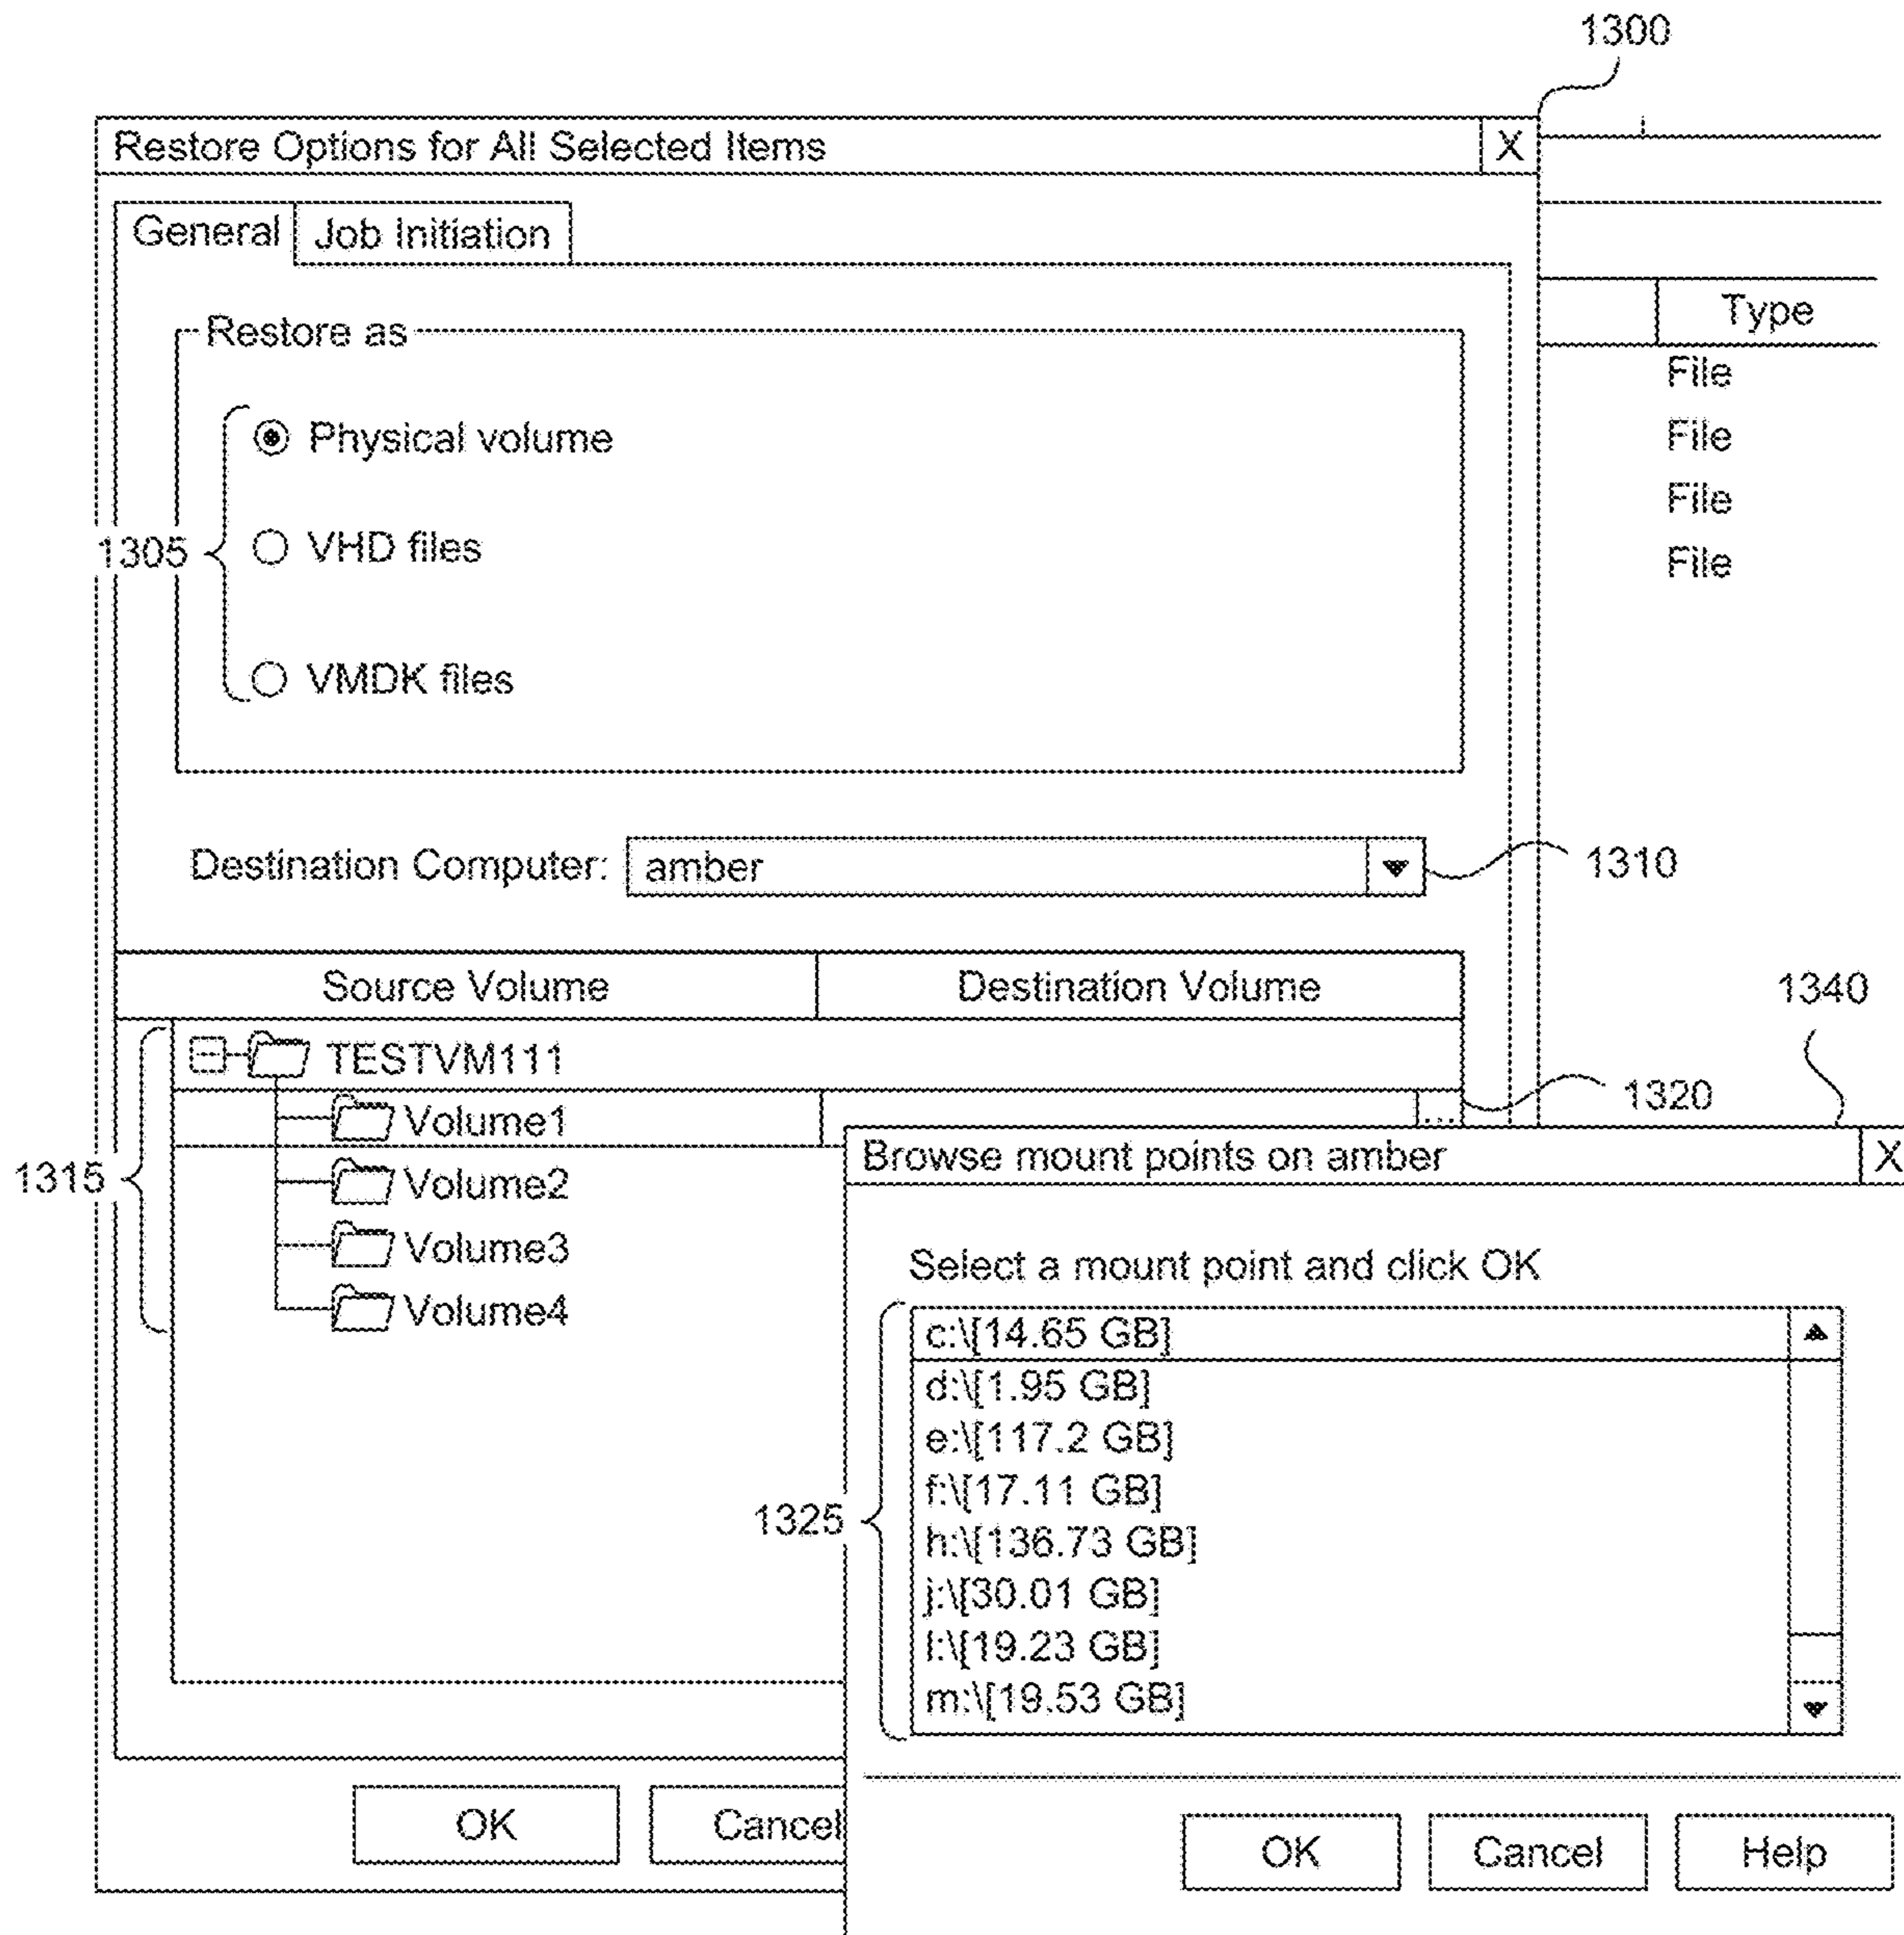 1300
Restore Options for All Selected Items X
General Job Initiation
Type
Restore as
File
Physical volume
File
File
1305
VHD files
File
VMDK files
Destination Computer: amber
1310
Source Volume Destination Volume
1340
TESTVM111
1320
Volume1
...
Browse mount points on amber X
1315
Volume2
Volume3
Select a mount point and click OK
Volume4
c:\[14.65 GB]
d:\[1.95 GB]
e:\[117.2 GB]
f:\[17.11 GB]
1325
h:\[136.73 GB]
j:\[30.01 GB]
l:\[19.23 GB]
m:\[19.53 GB]
OK Cancel
OK Cancel Help